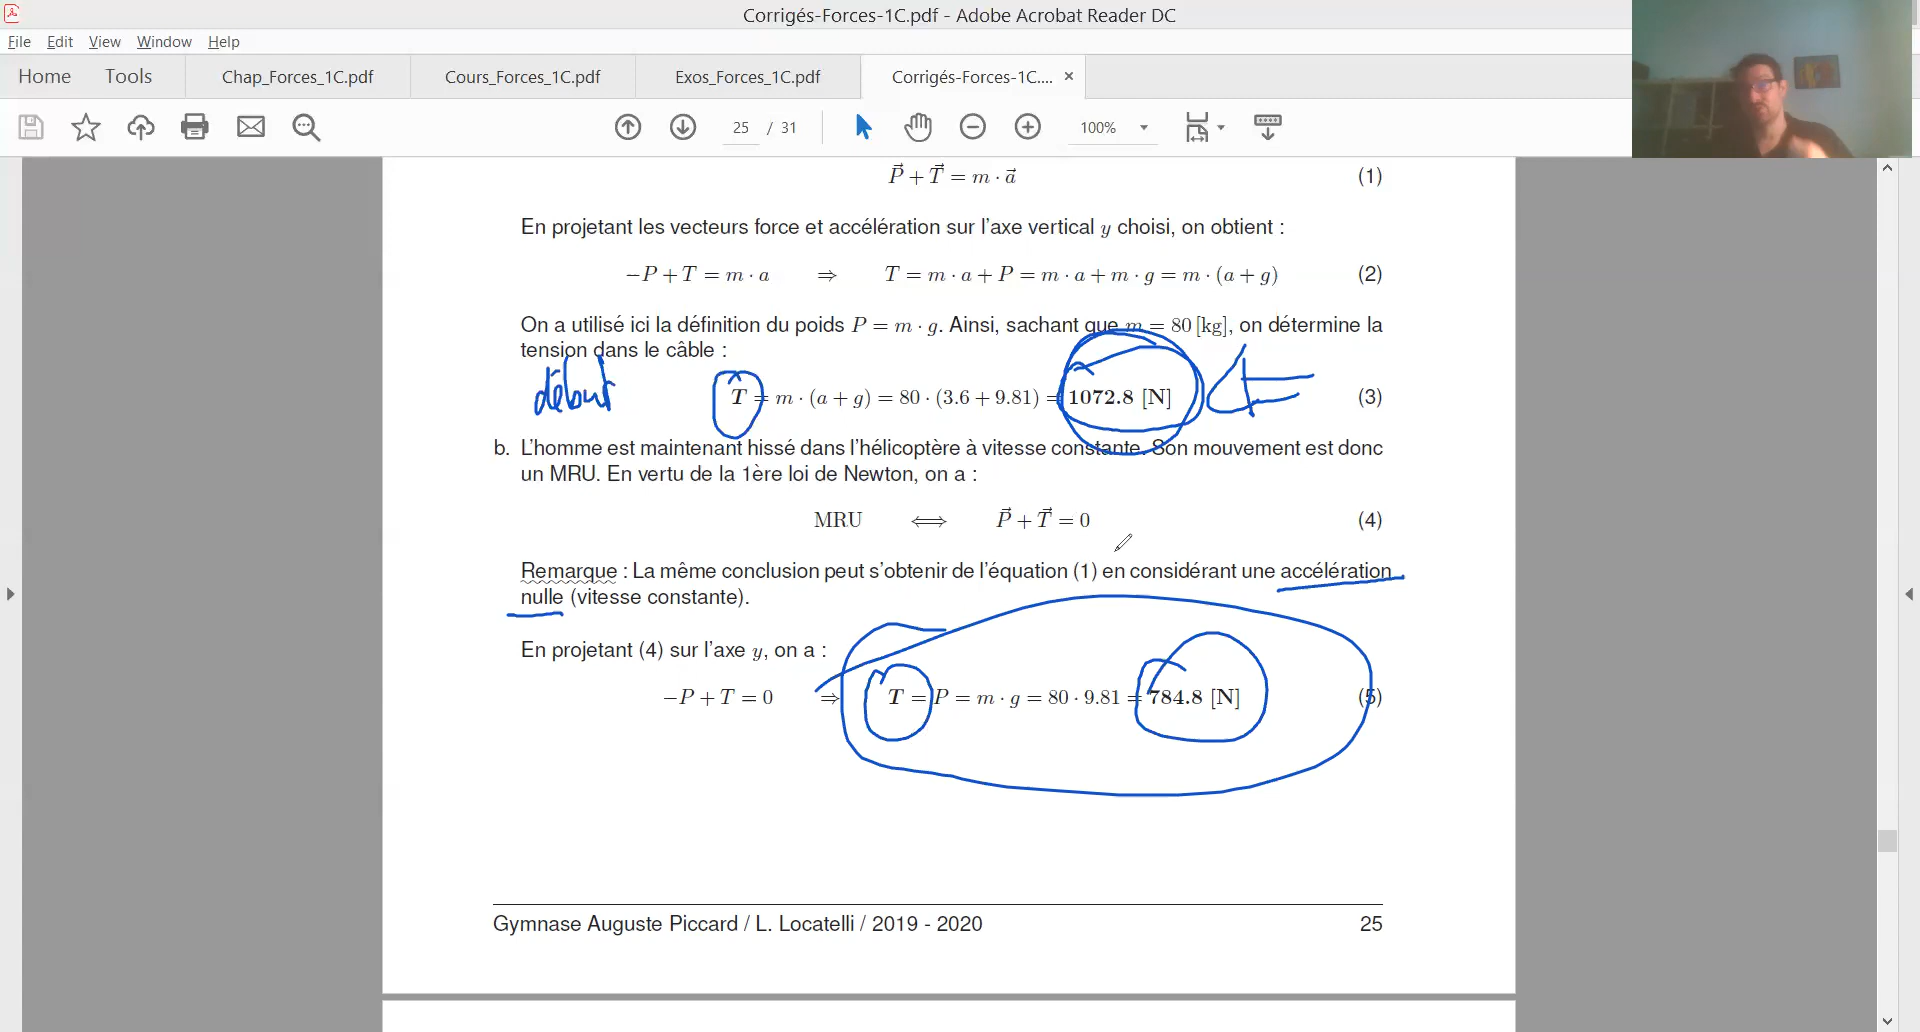 Corrigés-Forces-1C.pdf - Adobe Acrobat Reader DC
File Edit View Window Help
Home Tools Chap_Forces_1C.pdf Cours_Forces_1C.pdf Exos_Forces_1C.pdf Corrigés-Forces-1C.... ×
25 / 31 100%
P⃗ + T⃗ = m · a⃗ (1)
En projetant les vecteurs force et accélération sur l'axe vertical y choisi, on obtient :
−P + T = m · a ⇒ T = m · a + P = m · a + m · g = m · (a + g) (2)
On a utilisé ici la définition du poids P = m · g. Ainsi, sachant que m = 80 [kg], on détermine la
tension dans le câble :
début
T = m · (a + g) = 80 · (3.6 + 9.81) = 1072.8 [N] (3)
b. L'homme est maintenant hissé dans l'hélicoptère à vitesse constante. Son mouvement est donc
un MRU. En vertu de la 1ère loi de Newton, on a :
MRU ⟺ P⃗ + T⃗ = 0 (4)
Remarque : La même conclusion peut s'obtenir de l'équation (1) en considérant une accélération
nulle (vitesse constante).
En projetant (4) sur l'axe y, on a :
−P + T = 0 ⇒ T = P = m · g = 80 · 9.81 = 784.8 [N] (5)
Gymnase Auguste Piccard / L. Locatelli / 2019 - 2020 25